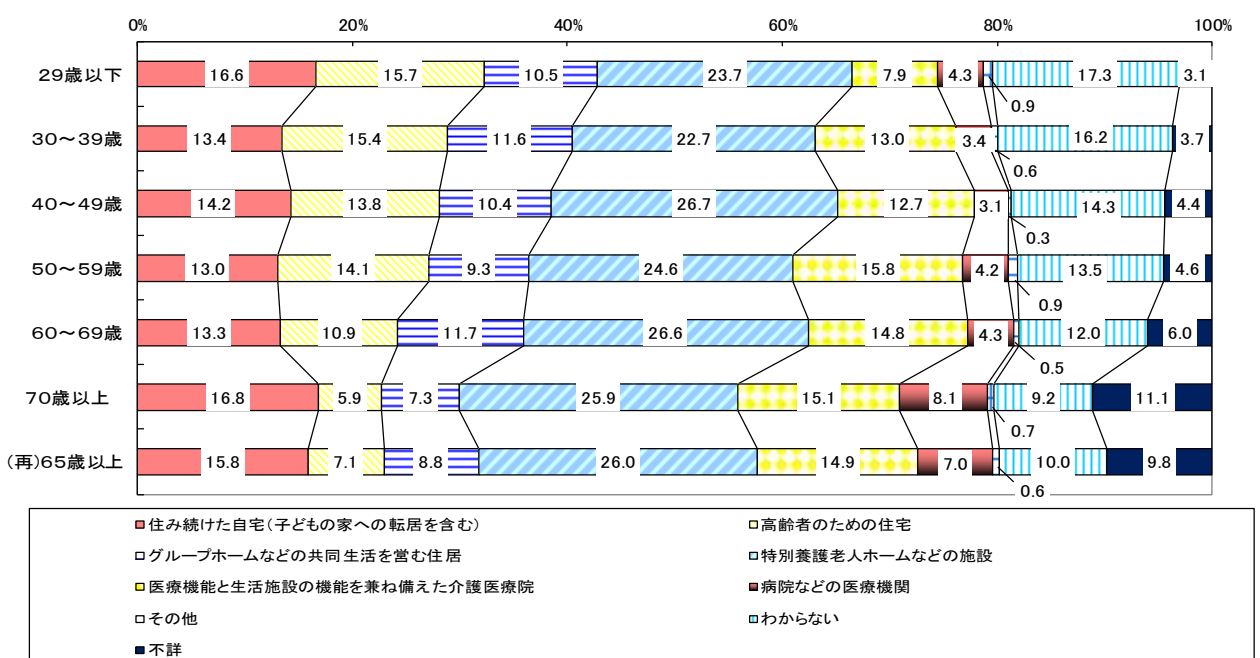 0% 20% 40% 60% 80% 100%
29歳以下 16.6 15.7 10.5 23.7 7.9 4.3 17.3 3.1
0.9
30～39歳 13.4 15.4 11.6 22.7 13.0 3.4 16.2 3.7
0.6
40～49歳 14.2 13.8 10.4 26.7 12.7 3.1 14.3 4.4
0.3
50～59歳 13.0 14.1 9.3 24.6 15.8 4.2 13.5 4.6
0.9
60～69歳 13.3 10.9 11.7 26.6 14.8 4.3 12.0 6.0
0.5
70歳以上 16.8 5.9 7.3 25.9 15.1 8.1 9.2 11.1
0.7
(再)65歳以上 15.8 7.1 8.8 26.0 14.9 7.0 10.0 9.8
0.6
住み続けた自宅(子どもの家への転居を含む) 高齢者のための住宅
グループホームなどの共同生活を営む住居 特別養護老人ホームなどの施設
医療機能と生活施設の機能を兼ね備えた介護医療院 病院などの医療機関
その他 わからない
不詳